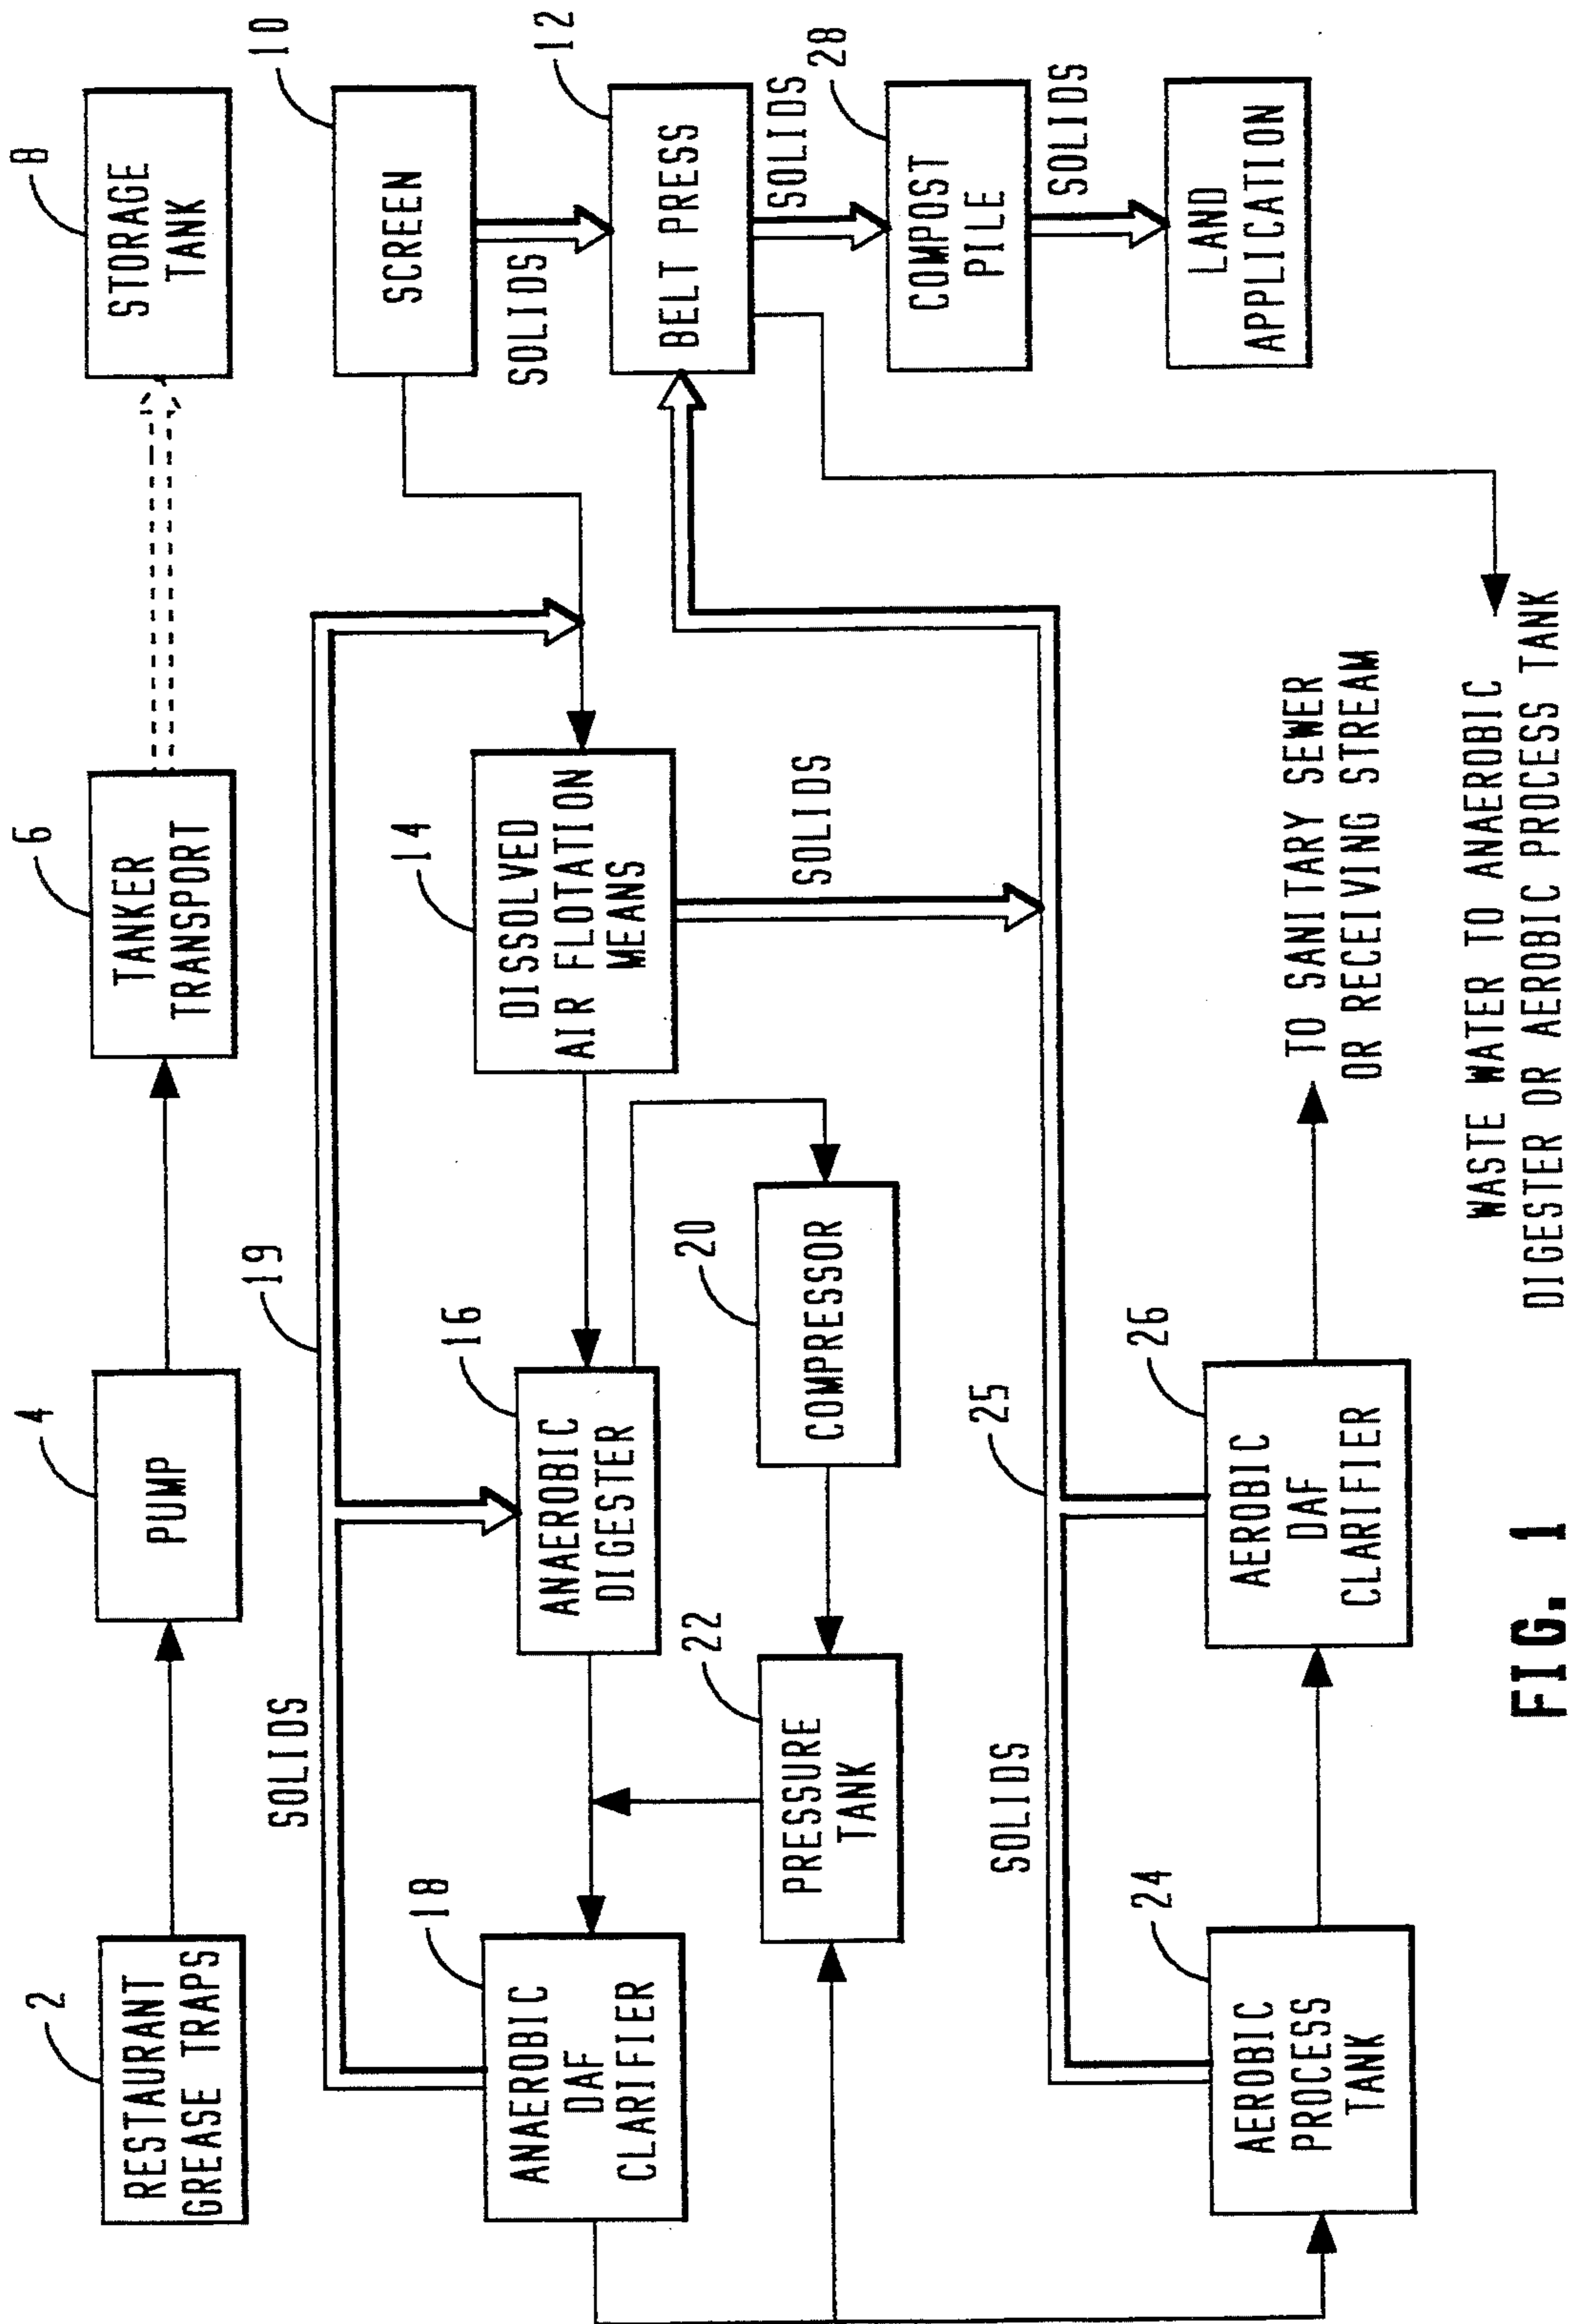 2
RESTAURANT
GREASE TRAPS
4
PUMP
6
TANKER
TRANSPORT
8
STORAGE
TANK
10
SCREEN
SOLIDS
12
BELT PRESS
SOLIDS
28
COMPOST
PILE
SOLIDS
LAND
APPLICATION
19
SOLIDS
14
DISSOLVED
AIR FLOTATION
MEANS
SOLIDS
16
ANAEROBIC
DIGESTER
18
ANAEROBIC
DAF
CLARIFIER
20
COMPRESSOR
22
PRESSURE
TANK
25
SOLIDS
24
AEROBIC
PROCESS
TANK
26
AEROBIC
DAF
CLARIFIER
TO SANITARY SEWER
OR RECEIVING STREAM
WASTE WATER TO ANAEROBIC
DIGESTER OR AEROBIC PROCESS TANK
FIG. 1